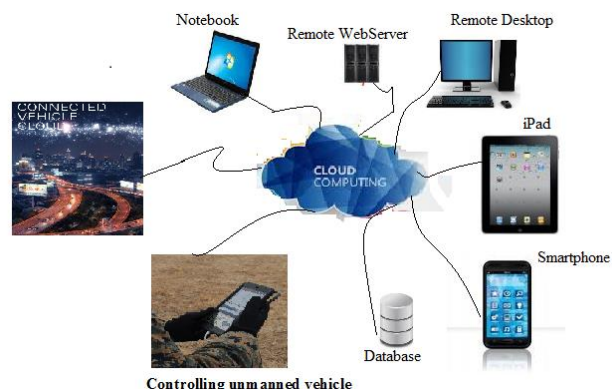 Notebook
Remote WebServer
Remote Desktop
CONNECTED
VEHICLE
CLOUD
CLOUD
COMPUTING
iPad
Smartphone
Database
Controlling unmanned vehicle